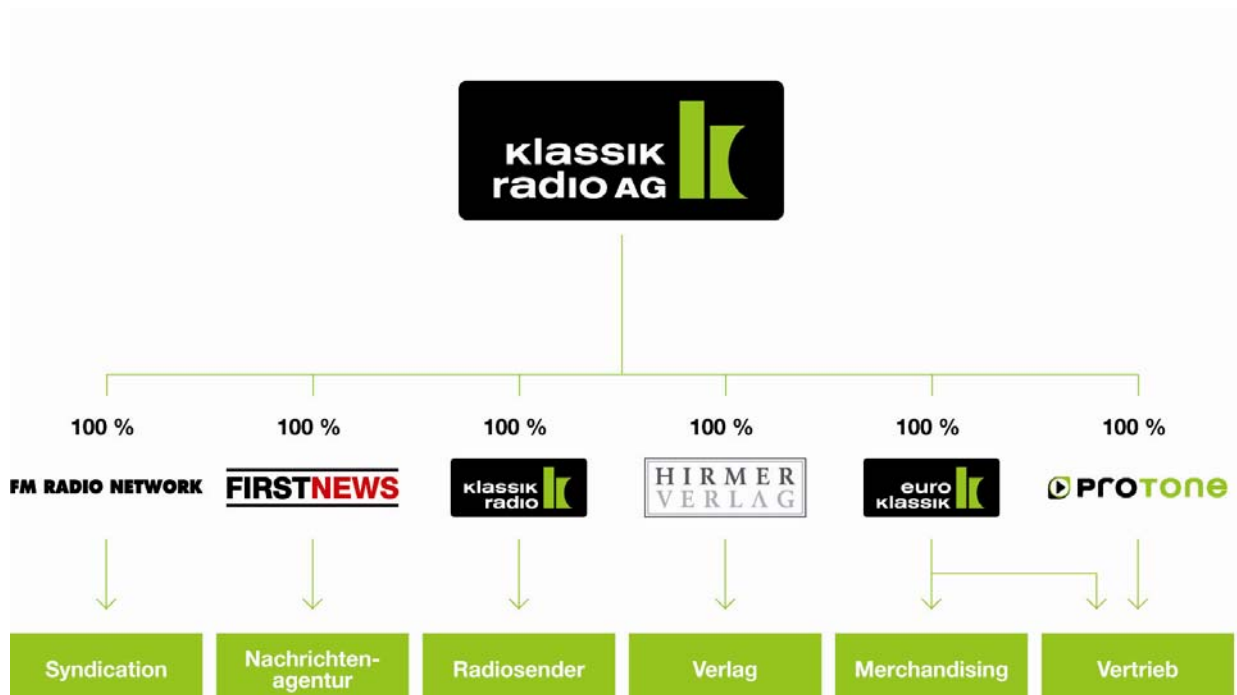 Klassik
radio AG
100 %
100 %
100 %
100 %
100 %
100 %
FM RADIO NETWORK
FIRSTNEWS
Klassik
radio
HIRMER
VERLAG
euro
Klassik
PROTONE
Syndication
Nachrichten-
agentur
Radiosender
Verlag
Merchandising
Vertrieb